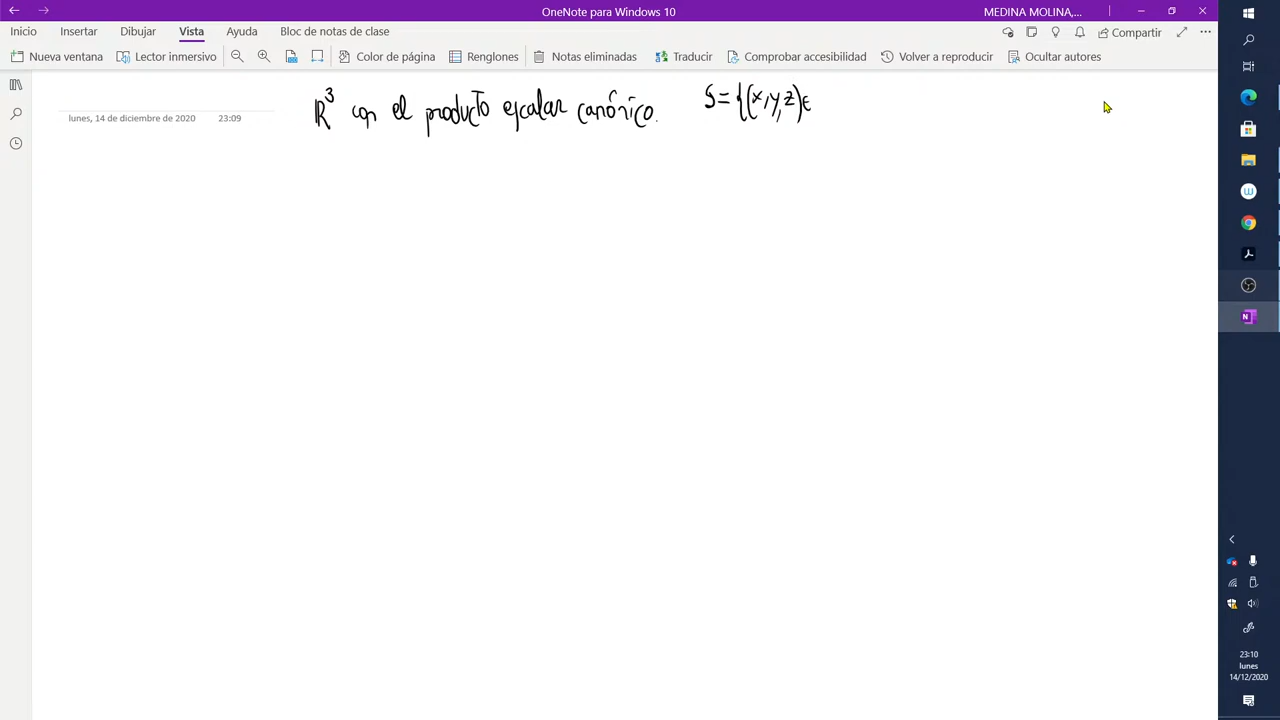 OneNote para Windows 10
MEDINA MOLINA,...
Inicio Insertar Dibujar Vista Ayuda Bloc de notas de clase
Compartir
Nueva ventana Lector inmersivo Color de página Renglones Notas eliminadas Traducir Comprobar accesibilidad Volver a reproducir Ocultar autores
lunes, 14 de diciembre de 2020 23:09
ℝ³ con el producto escalar canónico. S={(x,y,z)∈
23:10
lunes
14/12/2020